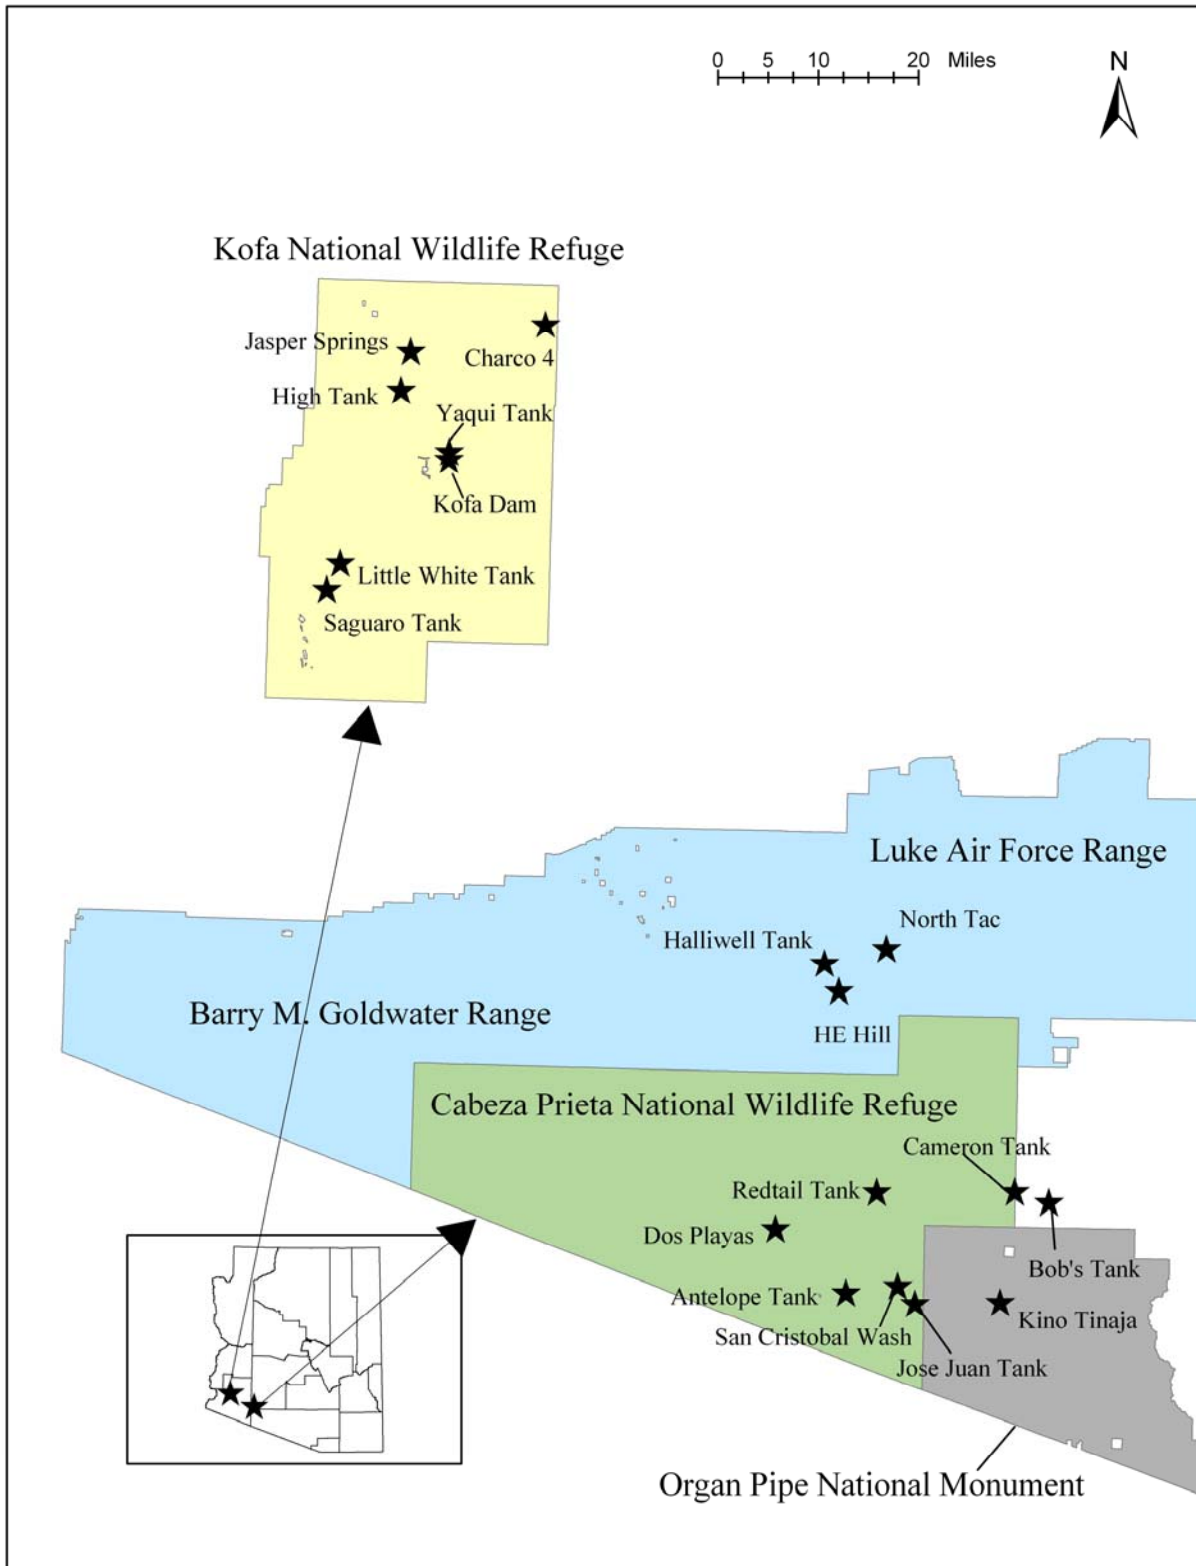 0 5 10 20 Miles
N
Kofa National Wildlife Refuge
Jasper Springs
Charco 4
High Tank
Yaqui Tank
Kofa Dam
Little White Tank
Saguaro Tank
Luke Air Force Range
North Tac
Halliwell Tank
Barry M. Goldwater Range
HE Hill
Cabeza Prieta National Wildlife Refuge
Cameron Tank
Redtail Tank
Dos Playas
Bob's Tank
Antelope Tank
Kino Tinaja
San Cristobal Wash
Jose Juan Tank
Organ Pipe National Monument